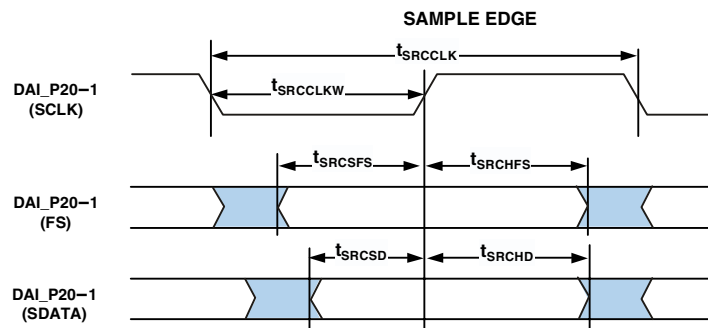 SAMPLE EDGE
tSRCCLK
DAI_P20–1
(SCLK)
tSRCCLKW
tSRCSFS
tSRCHFS
DAI_P20–1
(FS)
tSRCSD
tSRCHD
DAI_P20–1
(SDATA)